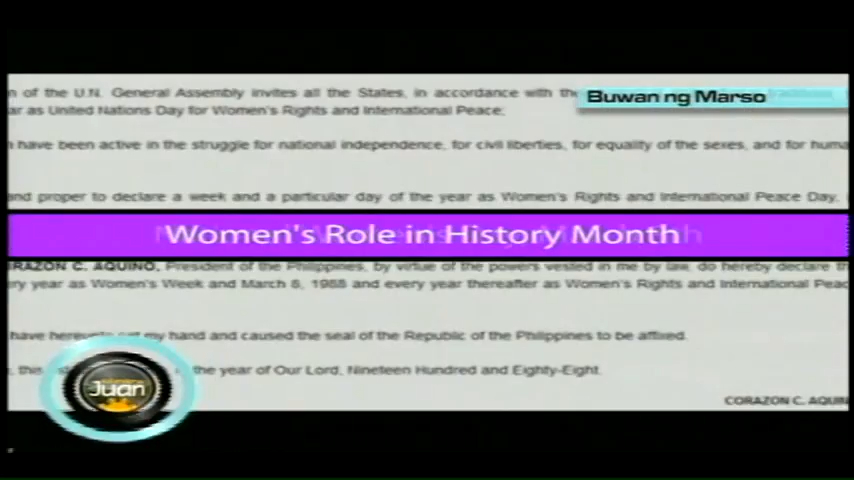 n of the U.N. General Assembly invites all the States, in accordance with the
Buwan ng Marso
ar as United Nations Day for Women's Rights and International Peace;
have been active in the struggle for national independence, for civil liberties, for equality of the sexes, and for huma
and proper to declare a week and a particular day of the year as Women's Rights and International Peace Day,
Women's Role in History Month
RAZON C. AQUINO, President of the Philippines, by virtue of the powers vested in me by law, do hereby declare th
ry year as Women's Week and March 8, 1988 and every year thereafter as Women's Rights and International Peac
have hereunto set my hand and caused the seal of the Republic of the Philippines to be affixed.
the year of Our Lord, Nineteen Hundred and Eighty-Eight.
Juan
CORAZON C. AQUIN